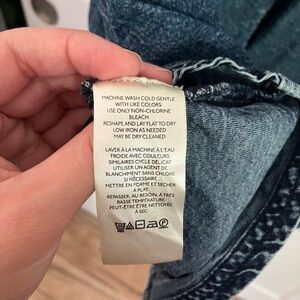 MACHINE WASH COLD GENTLE
WITH LIKE COLORS
USE ONLY NON-CHLORINE
BLEACH
RESHAPE AND LAY FLAT TO DRY
LOW IRON AS NEEDED
MAY BE DRY CLEANED
LAVER À LA MACHINE À L'EAU
FROIDE AVEC COULEURS
SIMILAIRES CYCLE DÉLICAT
UTILISER UN AGENT DE
BLANCHIMENT SANS CHLORE
SI NÉCESSAIRE
METTRE EN FORME ET SÉCHER
À PLAT
REPASSER, AU BESOIN, À TRÈS
BASSE TEMPÉRATURE
PEUT-ÊTRE ÊTRE NETTOYÉ
À SEC